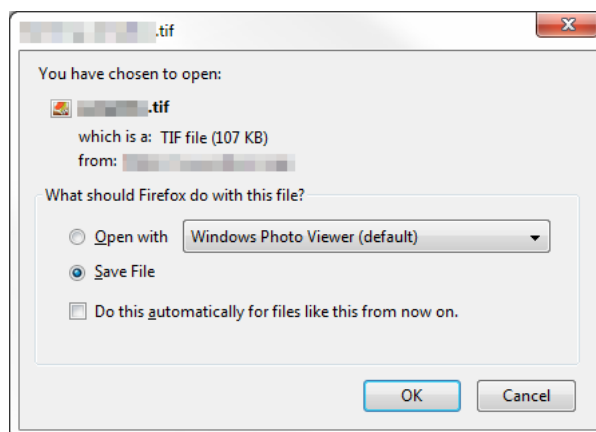 .tif
You have chosen to open:
.tif
which is a: TIF file (107 KB)
from:
What should Firefox do with this file?
Open with Windows Photo Viewer (default)
Save File
Do this automatically for files like this from now on.
OK Cancel